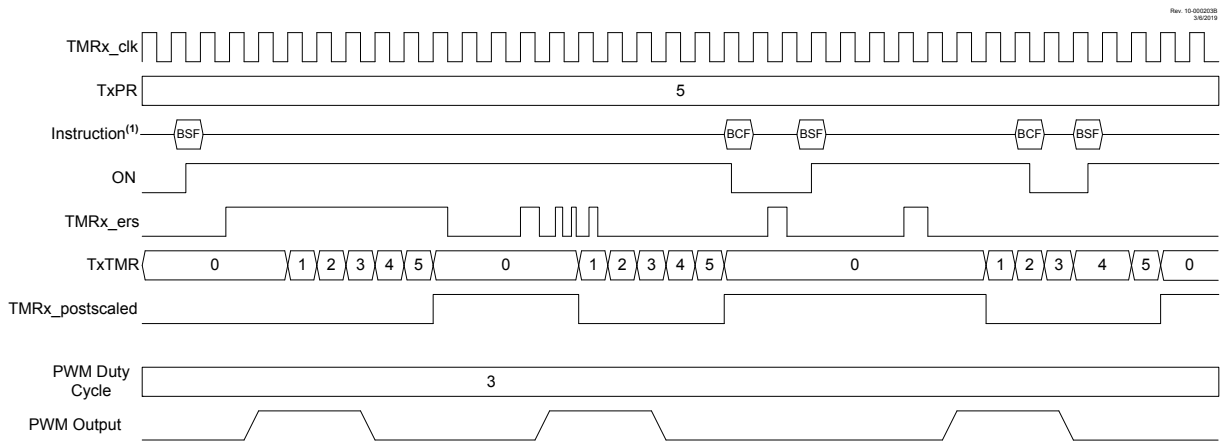 Rev. 10-000203B
3/6/2019
TMRx_clk
TxPR 5
Instruction(1) BSF BCF BSF BCF BSF
ON
TMRx_ers
TxTMR 0 1 2 3 4 5 0 1 2 3 4 5 0 1 2 3 4 5 0
TMRx_postscaled
PWM Duty
Cycle 3
PWM Output